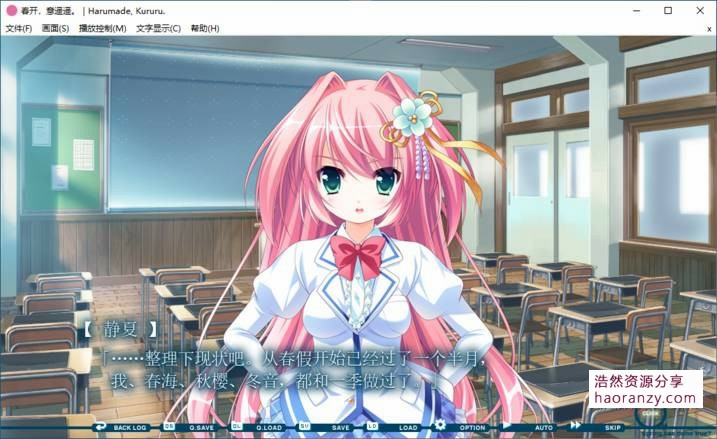 春开、意遥遥。 | Harumade, Kururu.
文件(F) 画面(S) 播放控制(M) 文字显示(C) 帮助(H) x
【 静夏 】
「……整理下现状吧。从春假开始已经过了一个半月，
我、春海、秋樱、冬音，都和一季做过了。」
浩然资源分享
haoranzy.com
BACK LOG Q.SAVE Q.LOAD SAVE LOAD OPTION AUTO SKIP